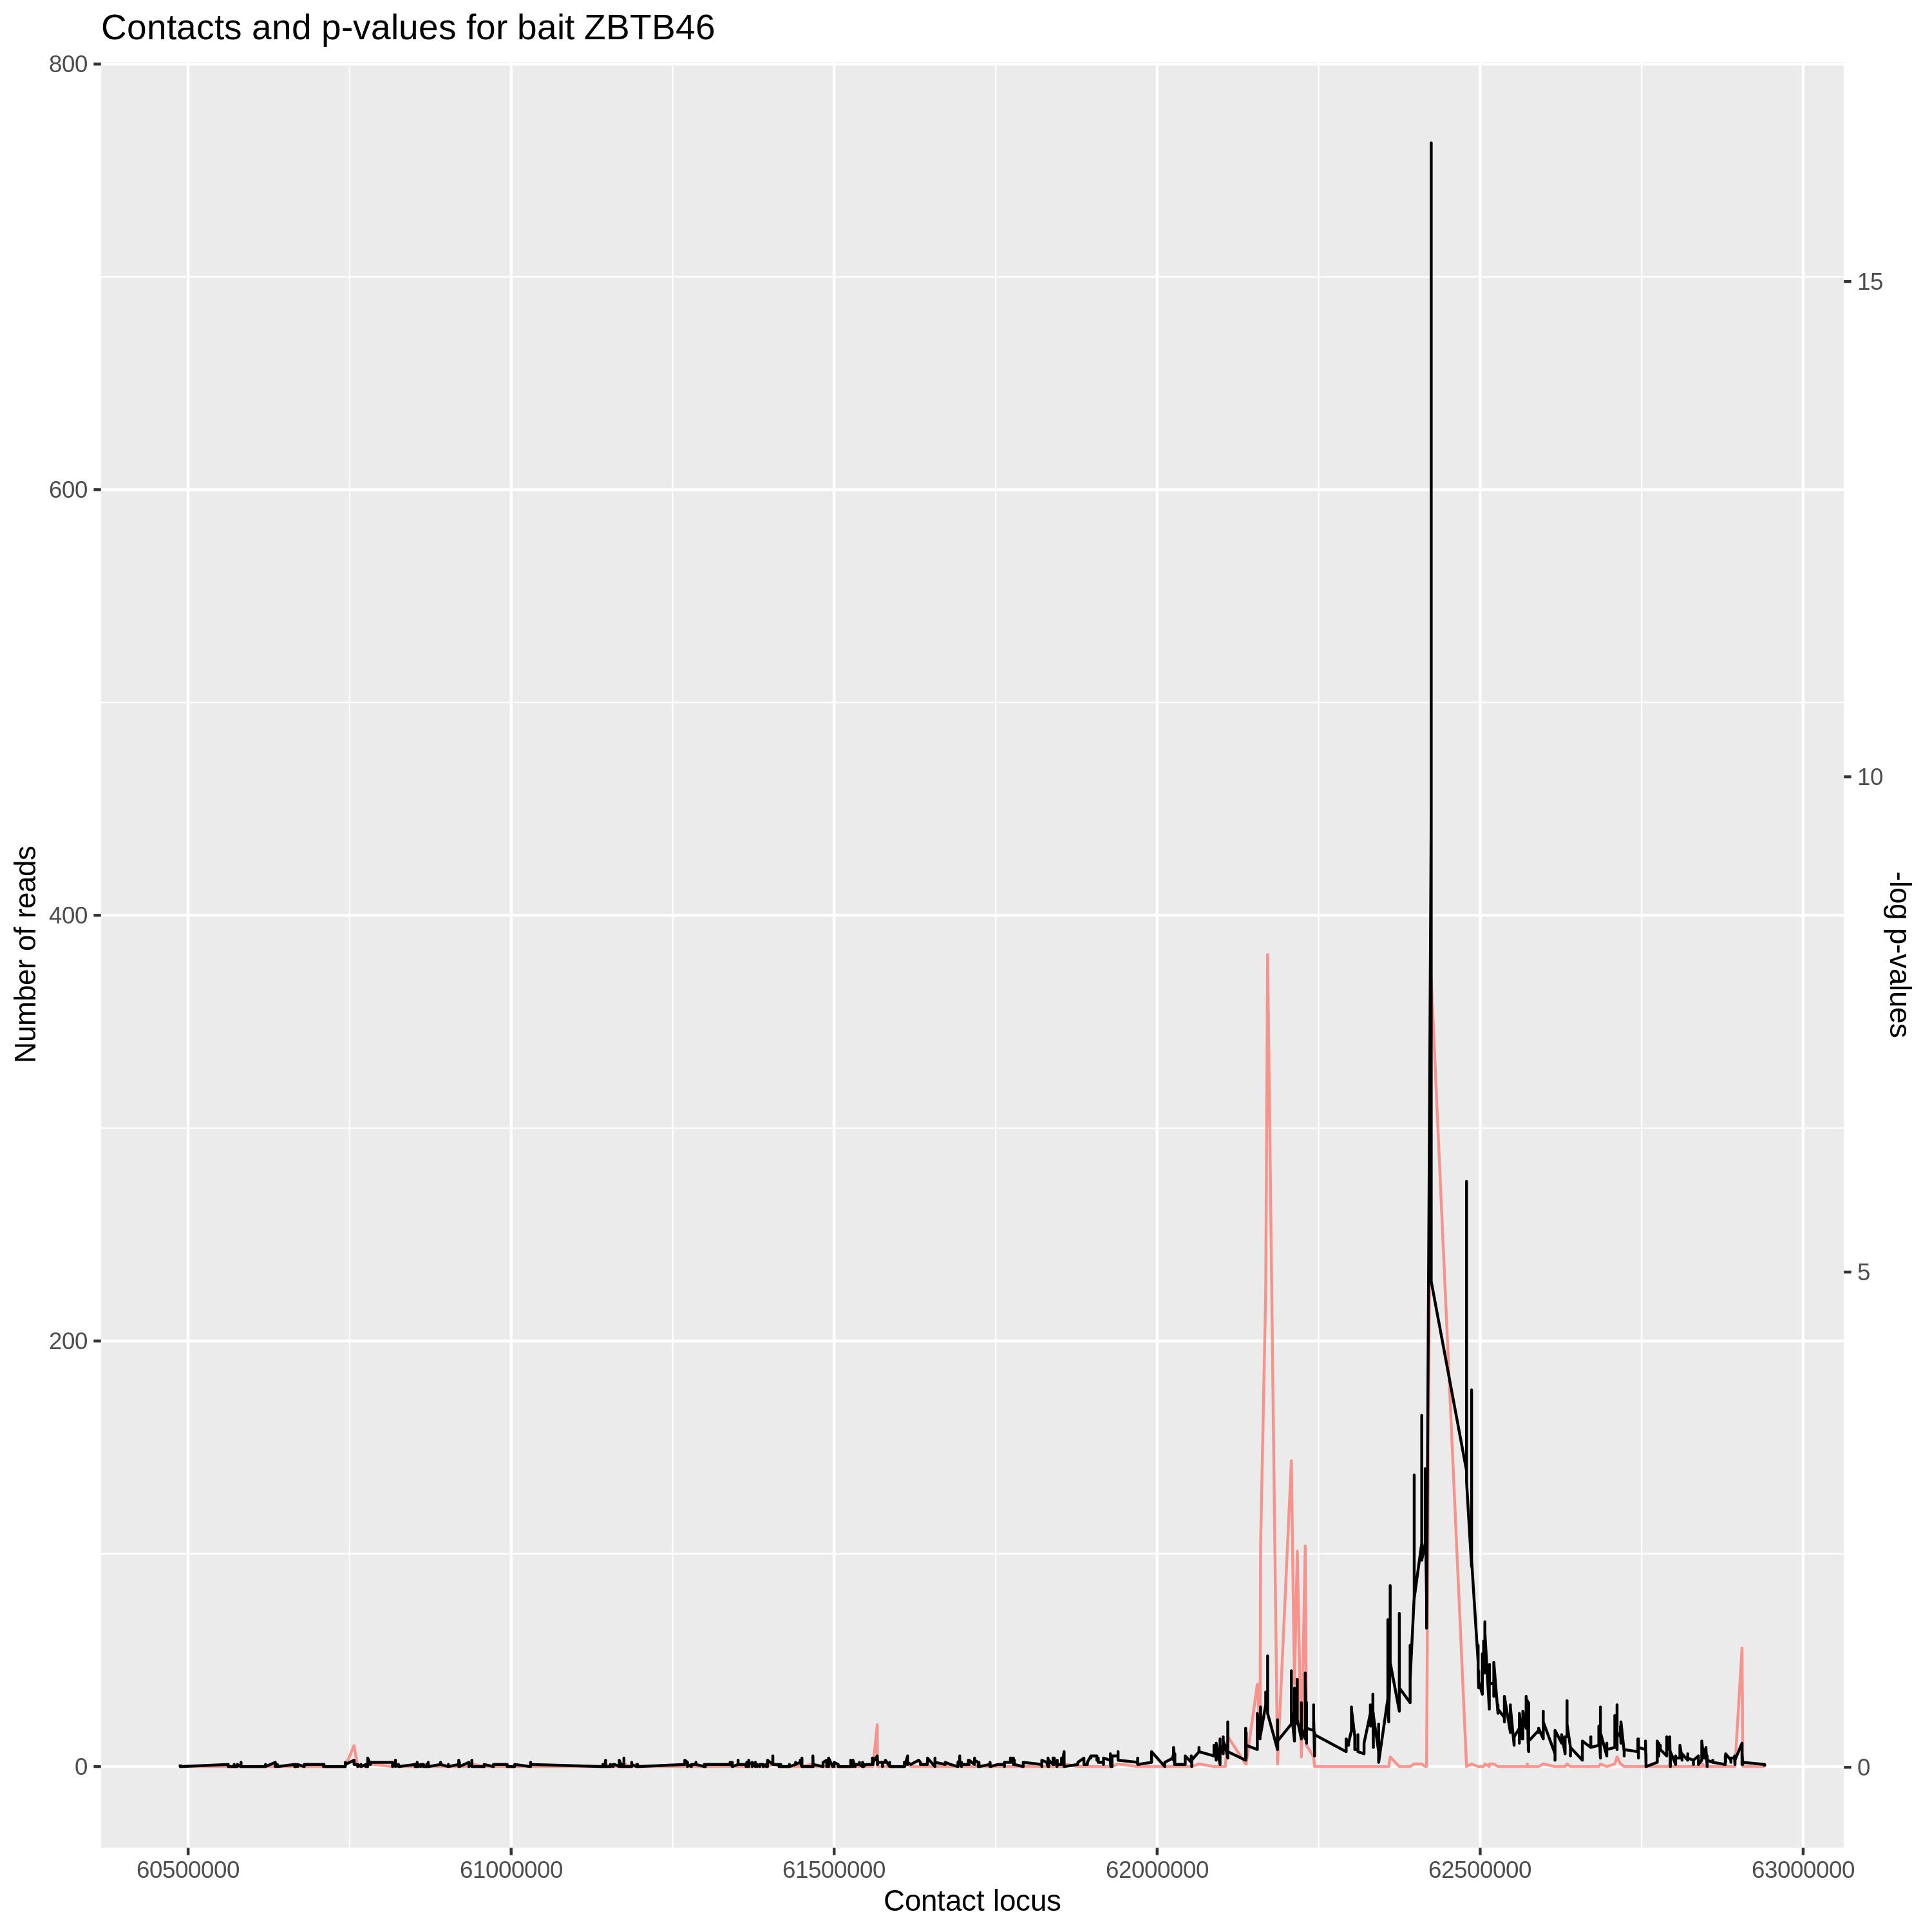 Contacts and p-values for bait ZBTB46
800
600
400
200
0
Number of reads
15
10
5
0
-log p-values
60500000 61000000 61500000 62000000 62500000 63000000
Contact locus